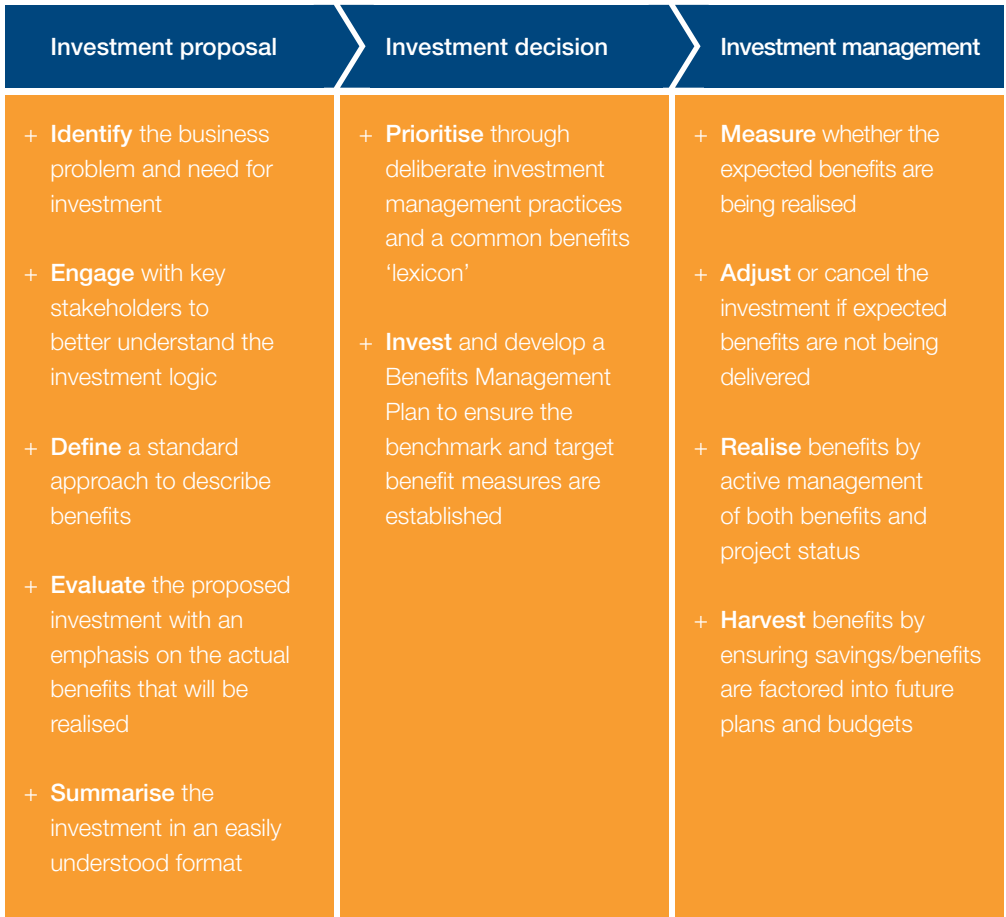 Investment proposal
Investment decision
Investment management
+ Identify the business
problem and need for
investment
+ Engage with key
stakeholders to
better understand the
investment logic
+ Define a standard
approach to describe
benefits
+ Evaluate the proposed
investment with an
emphasis on the actual
benefits that will be
realised
+ Summarise the
investment in an easily
understood format
+ Prioritise through
deliberate investment
management practices
and a common benefits
‘lexicon’
+ Invest and develop a
Benefits Management
Plan to ensure the
benchmark and target
benefit measures are
established
+ Measure whether the
expected benefits are
being realised
+ Adjust or cancel the
investment if expected
benefits are not being
delivered
+ Realise benefits by
active management
of both benefits and
project status
+ Harvest benefits by
ensuring savings/benefits
are factored into future
plans and budgets